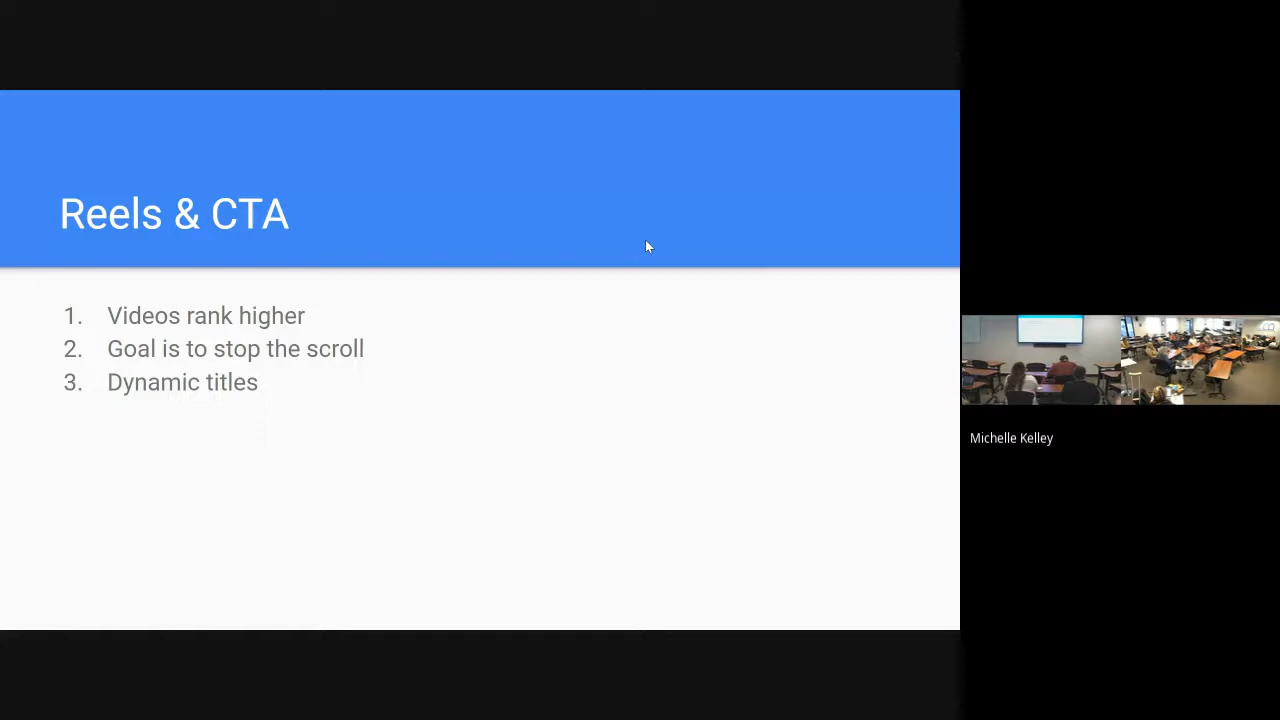 Reels & CTA
1. Videos rank higher
2. Goal is to stop the scroll
3. Dynamic titles
Michelle Kelley